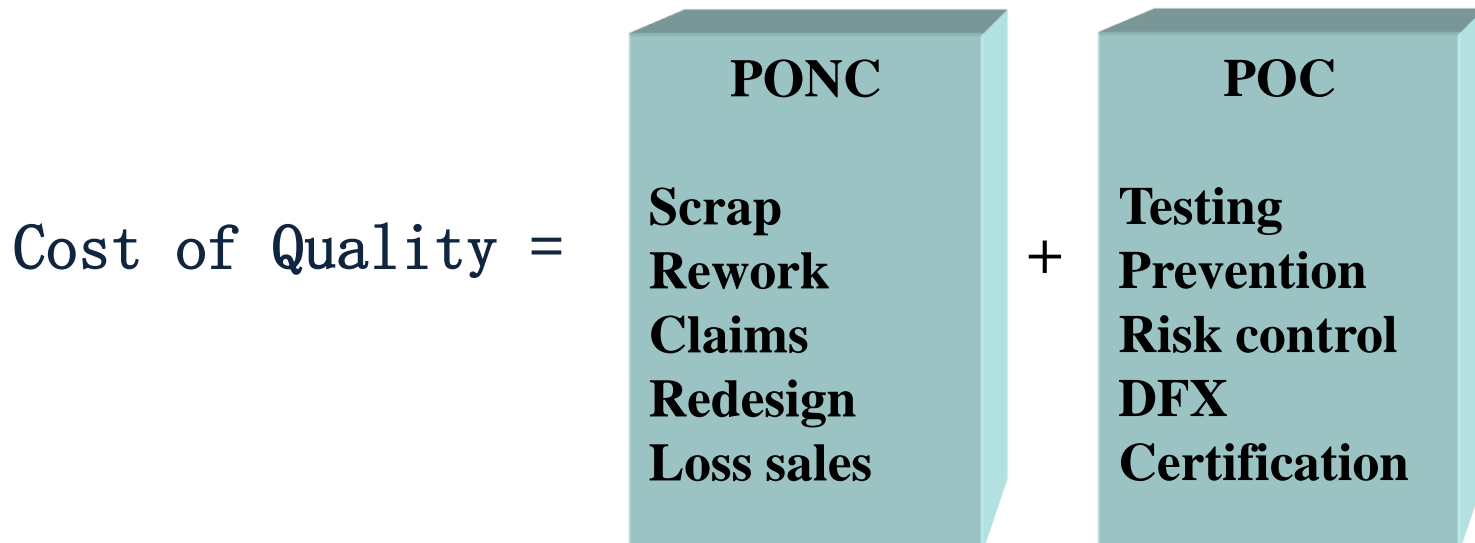 Cost of Quality =
PONC
Scrap
Rework
Claims
Redesign
Loss sales
+
POC
Testing
Prevention
Risk control
DFX
Certification